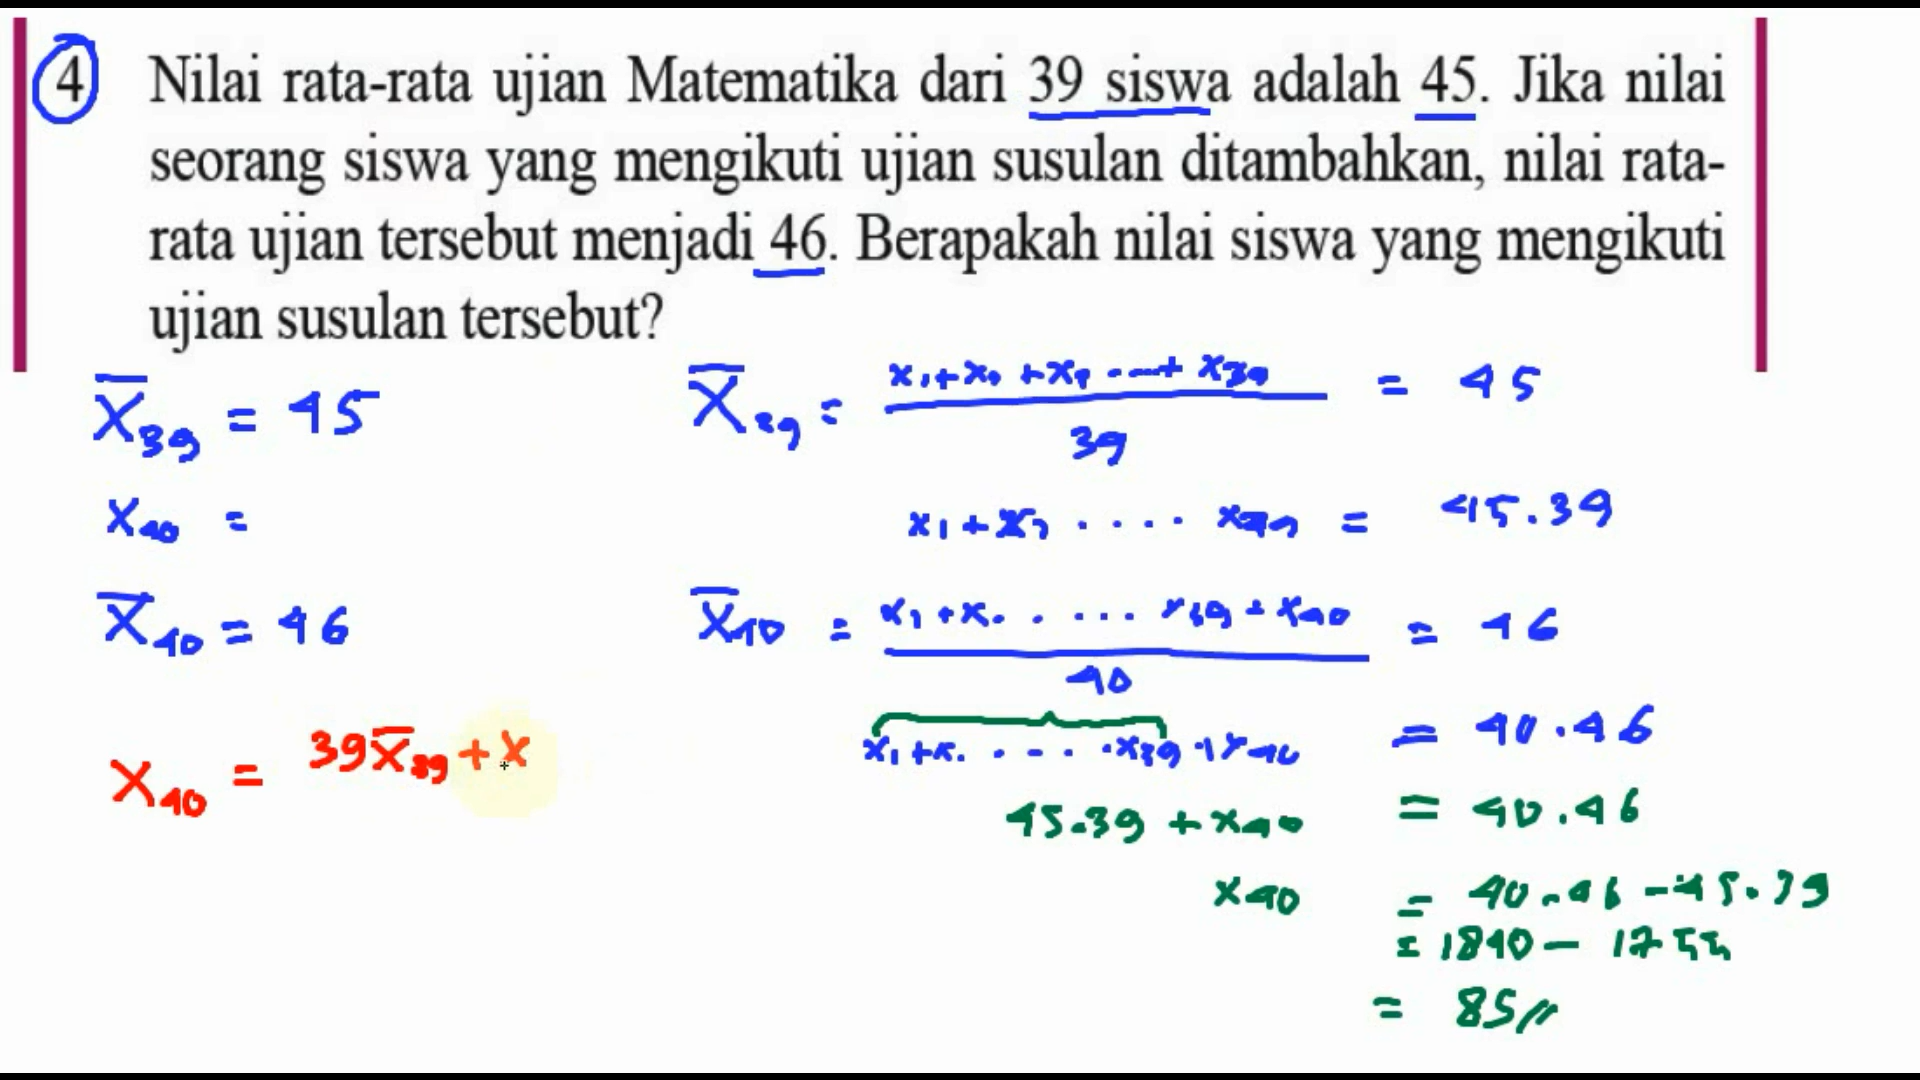 4 Nilai rata-rata ujian Matematika dari 39 siswa adalah 45. Jika nilai
seorang siswa yang mengikuti ujian susulan ditambahkan, nilai rata-
rata ujian tersebut menjadi 46. Berapakah nilai siswa yang mengikuti
ujian susulan tersebut?
X̄39 = 45
x40 =
X̄40 = 46
X40 = 39X̄39 + X
X̄39 = x1+x2+x3....+ x39 / 39 = 45
x1+x2 .... x39 = 45.39
X̄40 = x1+x2. .... x39 + x40 / 40 = 46
x1+x. .... .x39 + x40 = 40.46
45.39 + x40 = 40.46
x40 = 40.46 - 45.39
= 1840 - 1755
= 85//